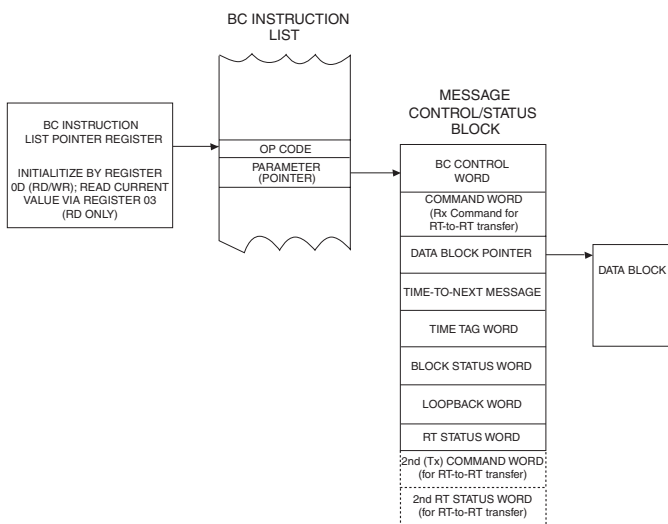 BC INSTRUCTION
LIST
BC INSTRUCTION
LIST POINTER REGISTER
INITIALITIZE BY REGISTER
0D (RD/WR); READ CURRENT
VALUE VIA REGISTER 03
(RD ONLY)
OP CODE
PARAMETER
(POINTER)
MESSAGE
CONTROL/STATUS
BLOCK
BC CONTROL
WORD
COMMAND WORD
(Rx Command for
RT-to-RT transfer)
DATA BLOCK POINTER
TIME-TO-NEXT MESSAGE
TIME TAG WORD
BLOCK STATUS WORD
LOOPBACK WORD
RT STATUS WORD
2nd (Tx) COMMAND WORD
(for RT-to-RT transfer)
2nd RT STATUS WORD
(for RT-to-RT transfer)
DATA BLOCK